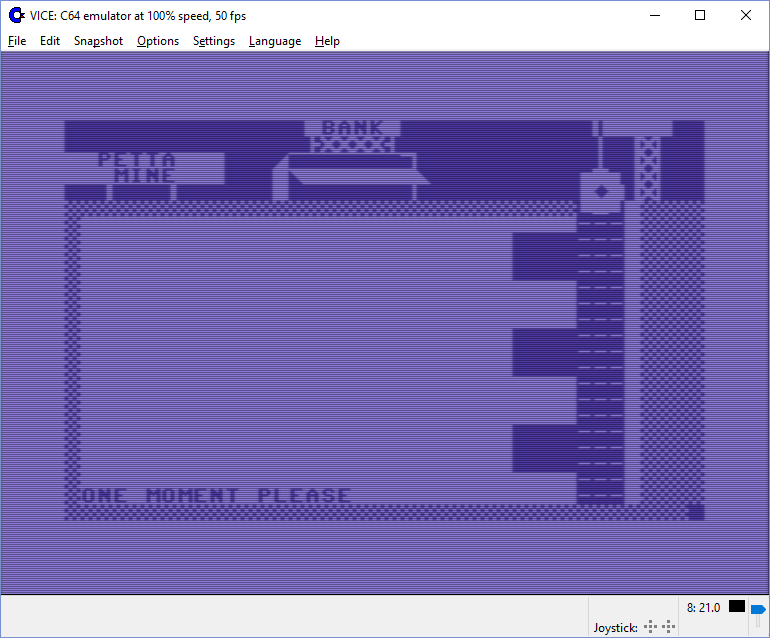 VICE: C64 emulator at 100% speed, 50 fps
File Edit Snapshot Options Settings Language Help
BANK
PETTA
MINE
ONE MOMENT PLEASE
8: 21.0
Joystick: